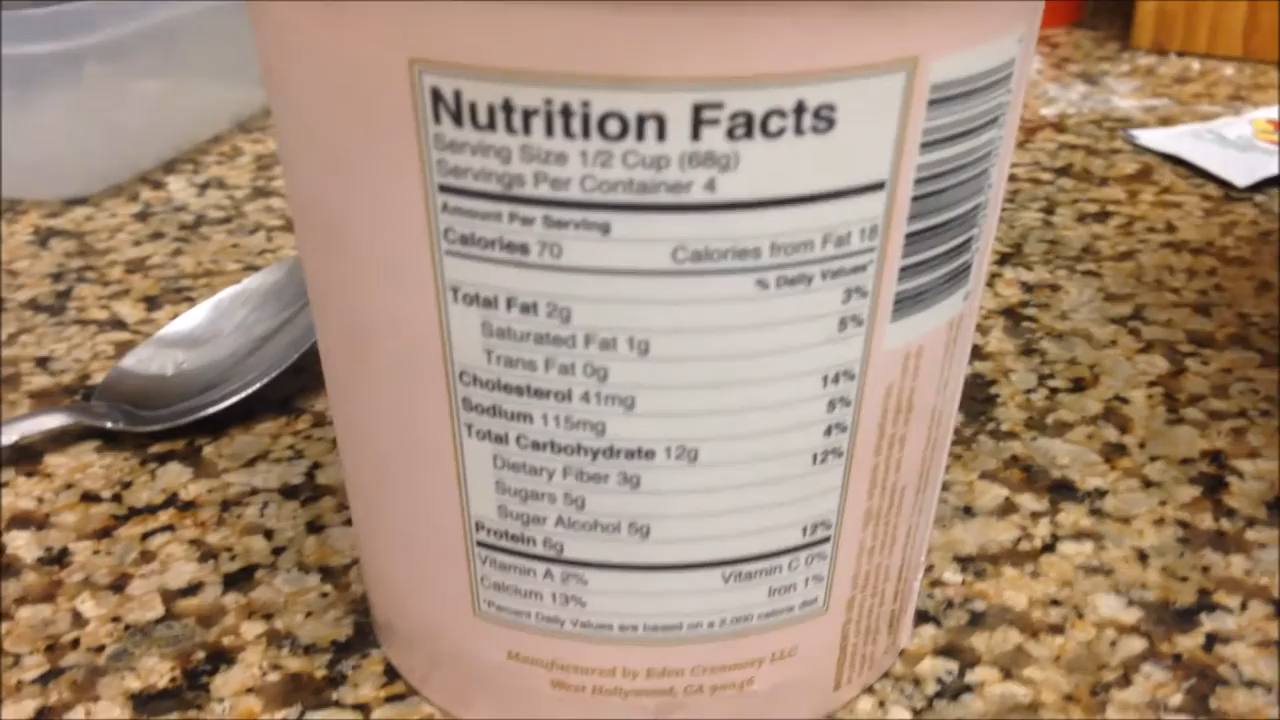 Nutrition Facts
Serving Size 1/2 Cup (68g)
Servings Per Container 4
Amount Per Serving
Calories 70 Calories from Fat 18
% Daily Values*
Total Fat 2g 3%
Saturated Fat 1g 5%
Trans Fat 0g
Cholesterol 41mg 14%
Sodium 115mg 5%
Total Carbohydrate 12g 4%
Dietary Fiber 3g 12%
Sugars 5g
Sugar Alcohol 5g
Protein 6g 12%
Vitamin A 2% Vitamin C 0%
Calcium 13% Iron 1%
*Percent Daily Values are based on a 2,000 calorie diet.
Manufactured by Eden Creamery LLC
West Hollywood, CA 90046